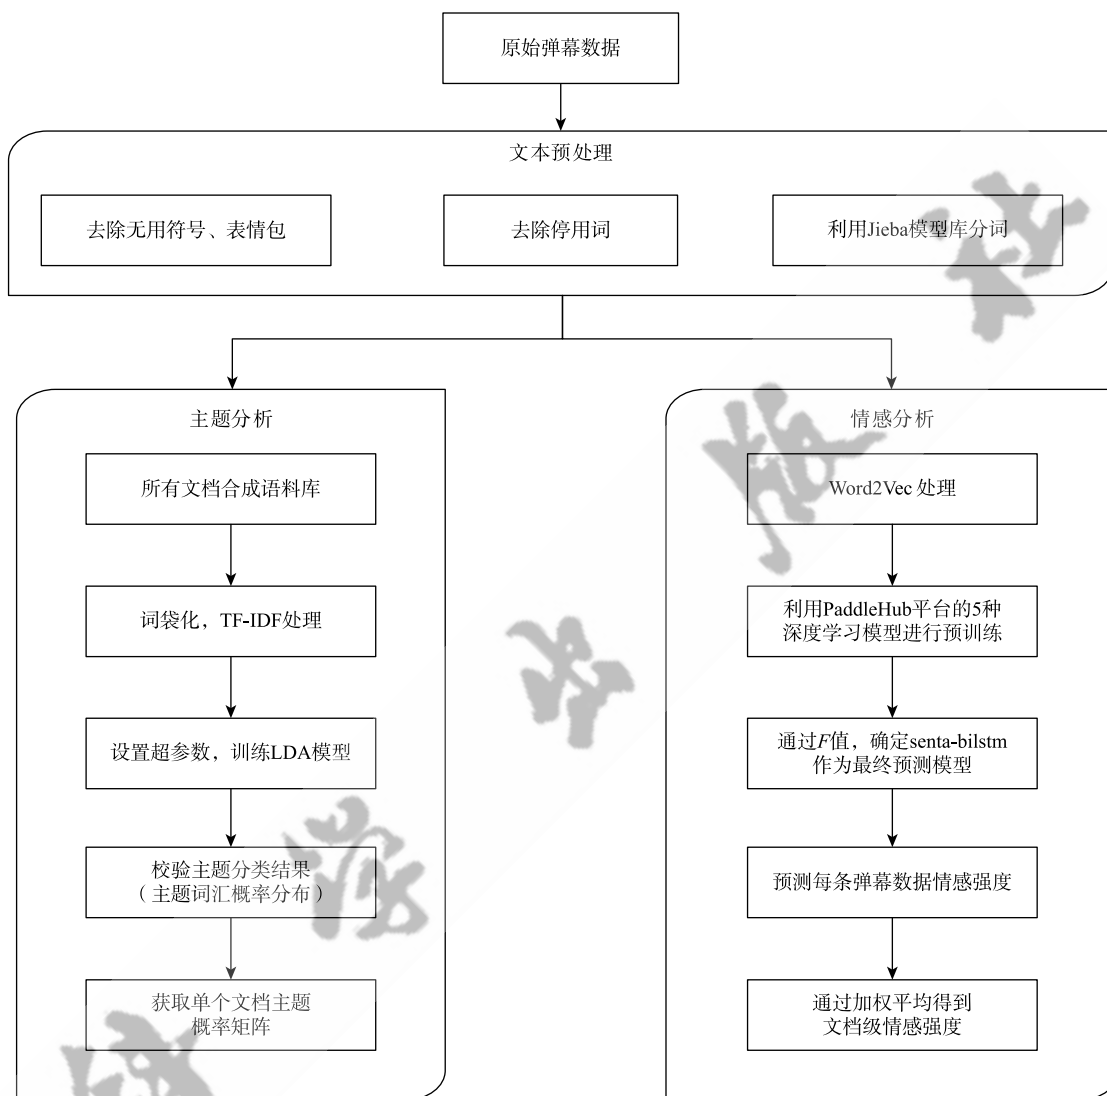 原始弹幕数据
文本预处理
去除无用符号、表情包
去除停用词
利用Jieba模型库分词
主题分析
所有文档合成语料库
词袋化，TF-IDF处理
设置超参数，训练LDA模型
校验主题分类结果
（主题词汇概率分布）
获取单个文档主题
概率矩阵
情感分析
Word2Vec 处理
利用PaddleHub平台的5种
深度学习模型进行预训练
通过F值，确定senta-bilstm
作为最终预测模型
预测每条弹幕数据情感强度
通过加权平均得到
文档级情感强度